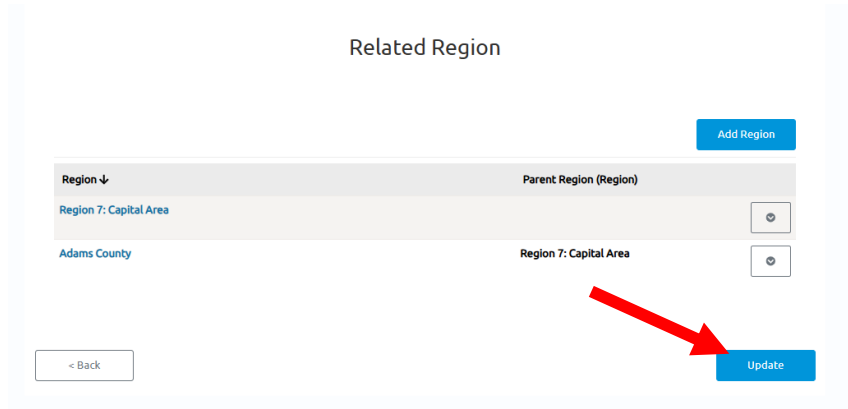 Related Region
Add Region
Region Parent Region (Region)
Region 7: Capital Area
Adams County Region 7: Capital Area
< Back Update